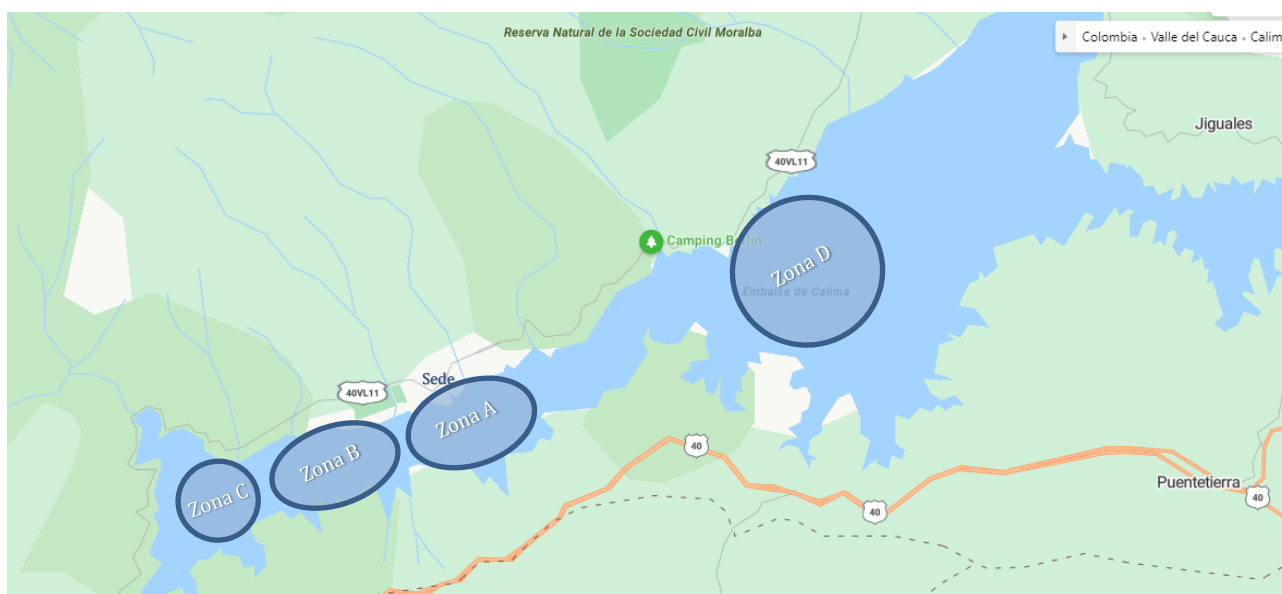 Reserva Natural de la Sociedad Civil Moralba
Colombia • Valle del Cauca • Calim
Jiguales
40VL11
Camping Berlín
Zona D
Embalse de Calima
Sede
40VL11
Zona A
Zona B
Zona C
40
Puentetierra
40
40